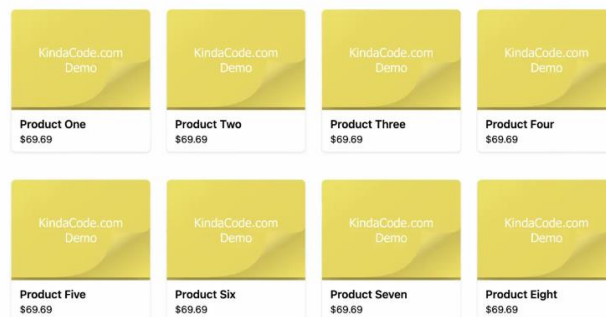 KindaCode.com
Demo
KindaCode.com
Demo
KindaCode.com
Demo
KindaCode.com
Demo
Product One
Product Two
Product Three
Product Four
$69.69
$69.69
$69.69
$69.69
KindaCode.com
Demo
KindaCode.com
Demo
KindaCode.com
Demo
KindaCode.com
Demo
Product Five
Product Six
Product Seven
Product Eight
$69.69
$69.69
$69.69
$69.69